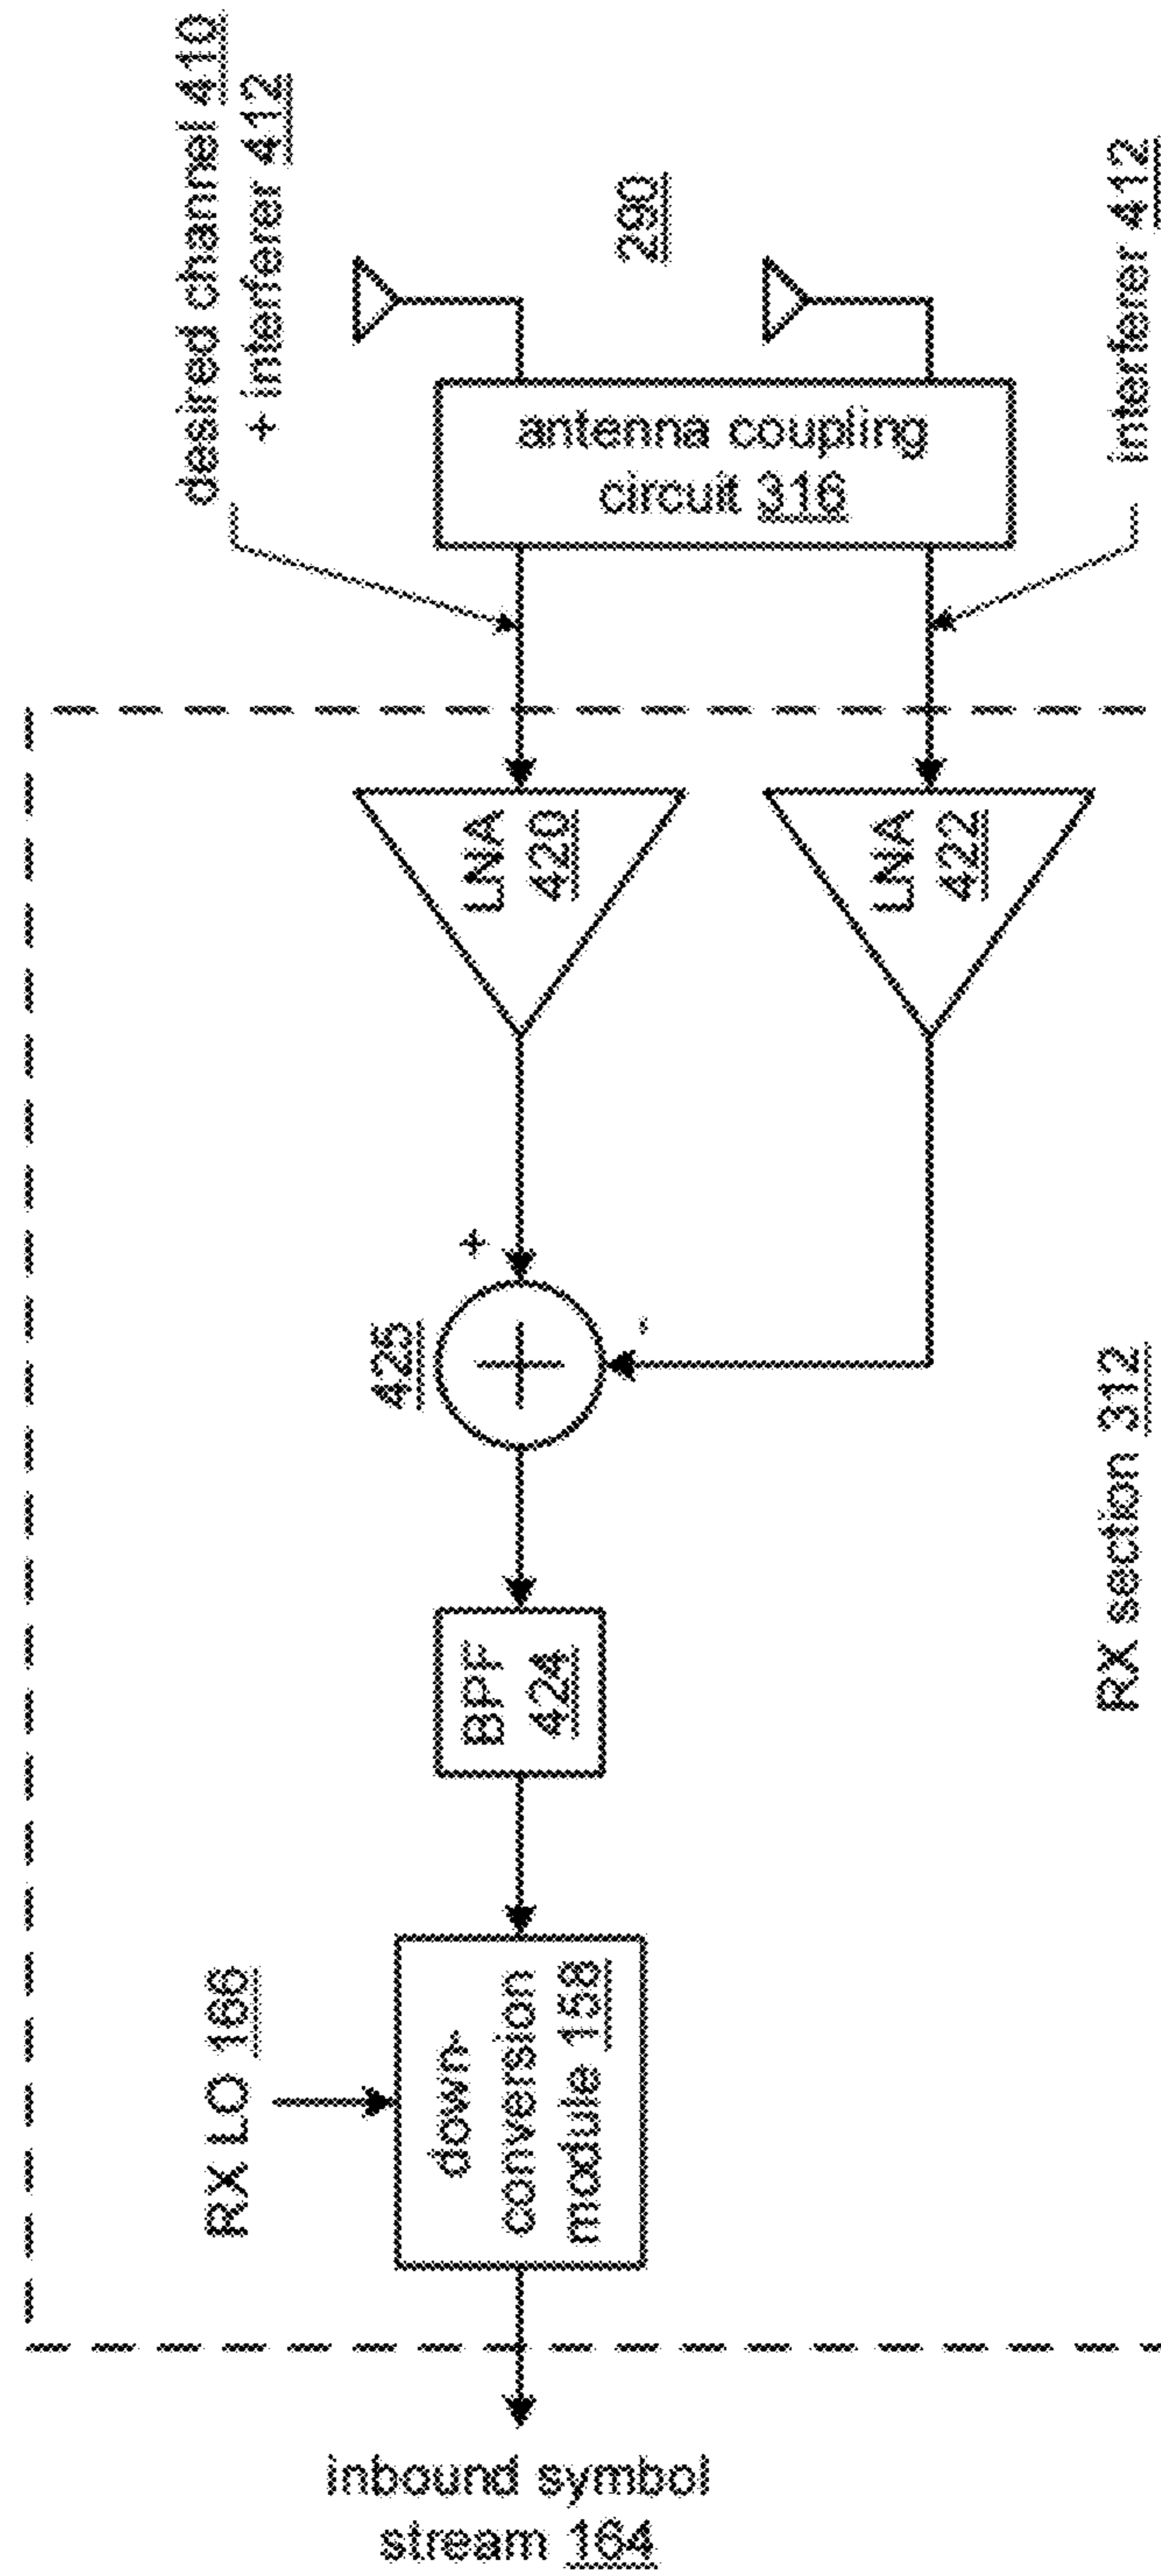 desired channel 410
+ interferer 412
290
antenna coupling
circuit 316
interferer 412
LNA
420
LNA
422
+
-
425
BPF
424
RX LO 166
down-
conversion
module 158
RX section 312
inbound symbol
stream 164